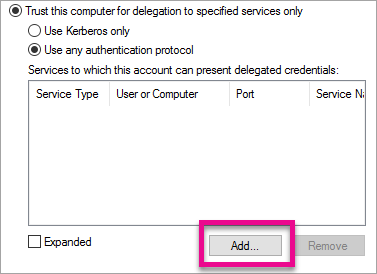 Trust this computer for delegation to specified services only
Use Kerberos only
Use any authentication protocol
Services to which this account can present delegated credentials:
Service Type User or Computer Port Service Na
Expanded Add... Remove